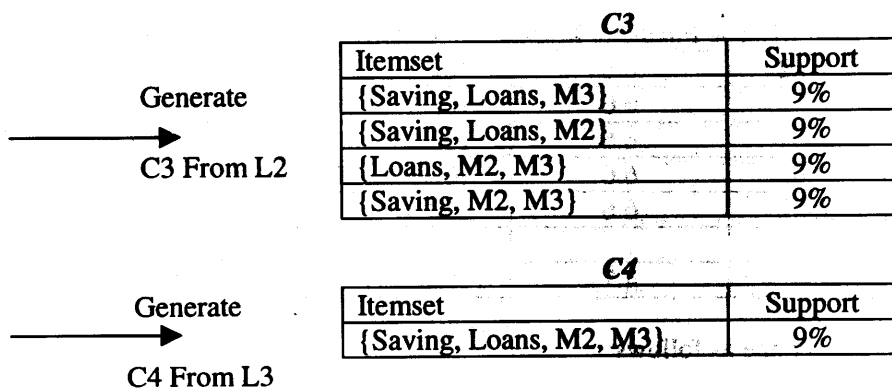 C3
Itemset Support
Generate {Saving, Loans, M3} 9%
{Saving, Loans, M2} 9%
C3 From L2 {Loans, M2, M3} 9%
{Saving, M2, M3} 9%
C4
Generate Itemset Support
{Saving, Loans, M2, M3} 9%
C4 From L3